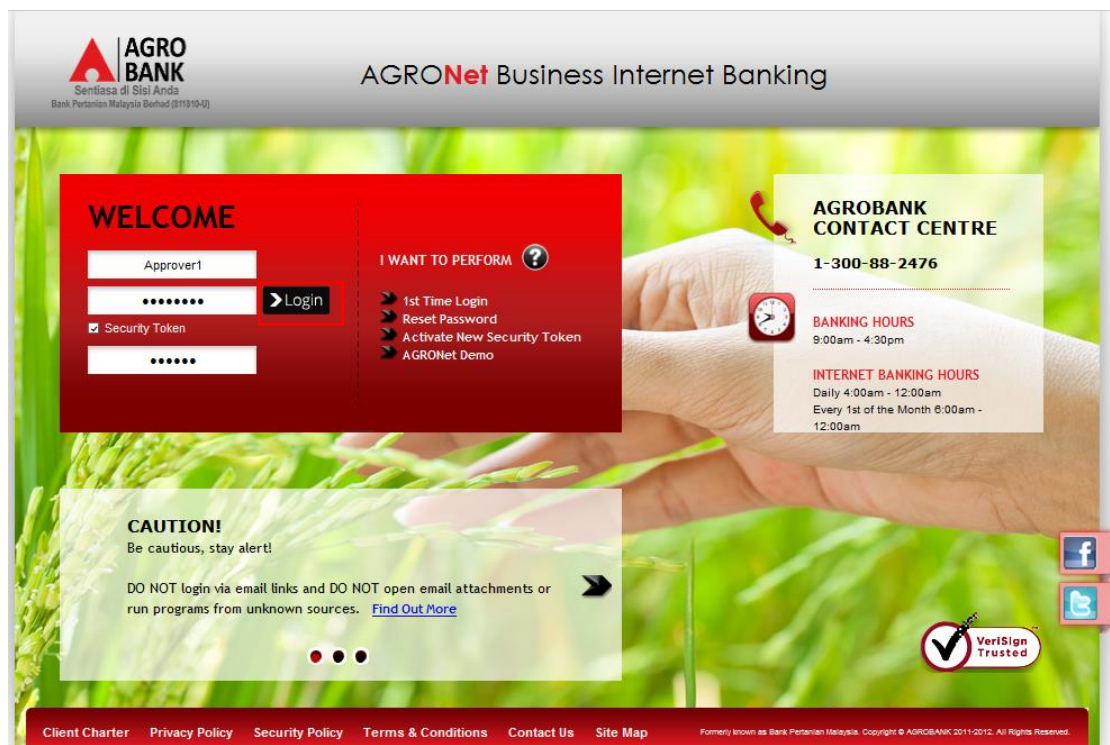 AGRO
BANK
Sentiasa di Sisi Anda
Bank Pertanian Malaysia Berhad (811810-U)
AGRONet Business Internet Banking
WELCOME
Approver1
••••••••
Login
Security Token
••••••
I WANT TO PERFORM ?
1st Time Login
Reset Password
Activate New Security Token
AGRONet Demo
AGROBANK
CONTACT CENTRE
1-300-88-2476
BANKING HOURS
9:00am - 4:30pm
INTERNET BANKING HOURS
Daily 4:00am - 12:00am
Every 1st of the Month 6:00am -
12:00am
CAUTION!
Be cautious, stay alert!
DO NOT login via email links and DO NOT open email attachments or
run programs from unknown sources. Find Out More
f
t
VeriSign
Trusted
Client Charter Privacy Policy Security Policy Terms & Conditions Contact Us Site Map
Formerly known as Bank Pertanian Malaysia. Copyright © AGROBANK 2011-2012. All Rights Reserved.